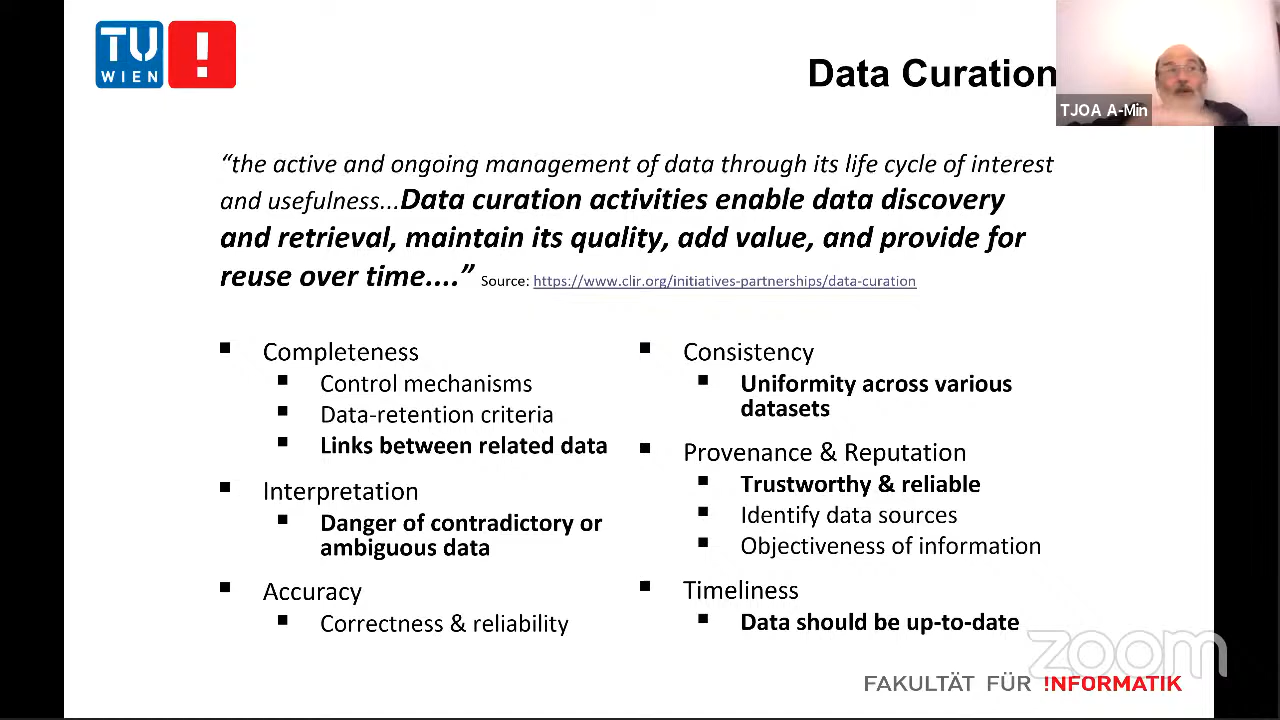 TU
WIEN
!
Data Curation
TJOA A-Min
“the active and ongoing management of data through its life cycle of interest
and usefulness...Data curation activities enable data discovery
and retrieval, maintain its quality, add value, and provide for
reuse over time....” Source: https://www.clir.org/initiatives-partnerships/data-curation
Completeness
Control mechanisms
Data-retention criteria
Links between related data
Interpretation
Danger of contradictory or
ambiguous data
Accuracy
Correctness & reliability
Consistency
Uniformity across various
datasets
Provenance & Reputation
Trustworthy & reliable
Identify data sources
Objectiveness of information
Timeliness
Data should be up-to-date
zoom
FAKULTÄT FÜR !NFORMATIK